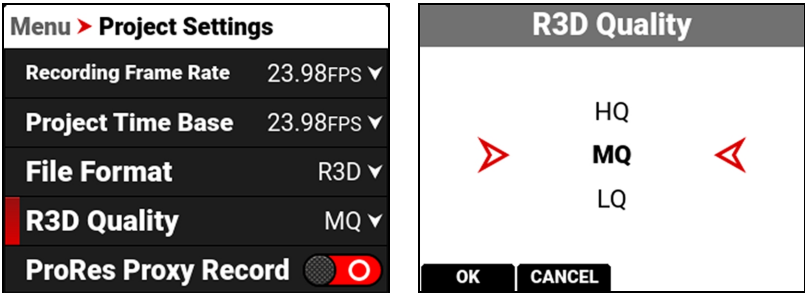 Menu > Project Settings
Recording Frame Rate 23.98FPS
Project Time Base 23.98FPS
File Format R3D
R3D Quality MQ
ProRes Proxy Record
R3D Quality
HQ
MQ
LQ
OK CANCEL